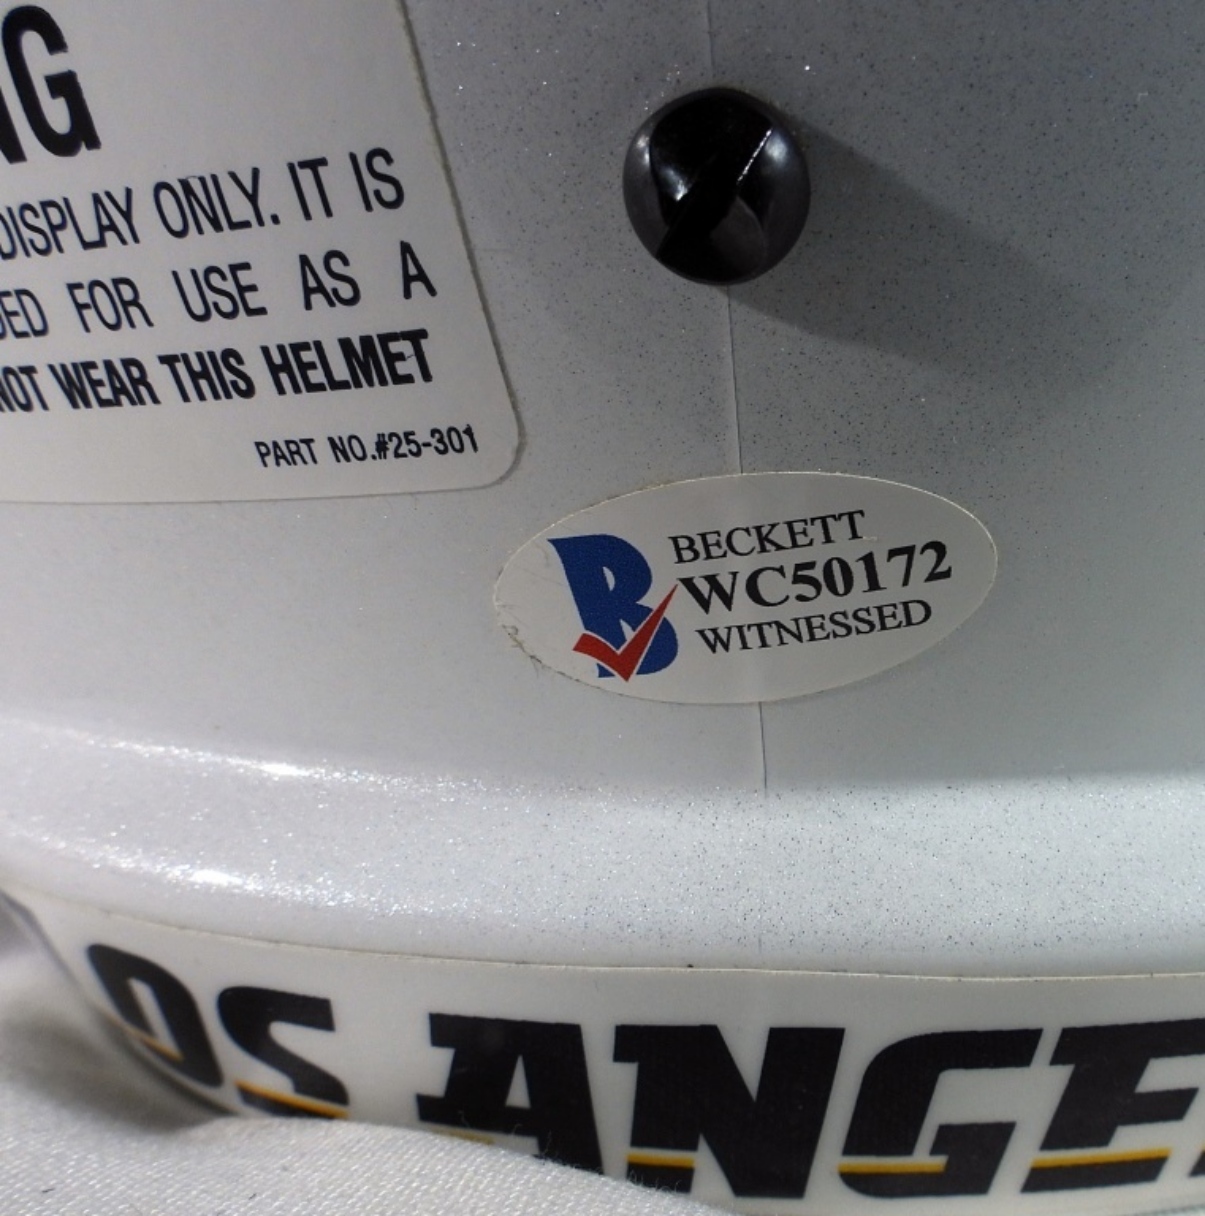 NG
DISPLAY ONLY. IT IS
FOR USE AS A
NOT WEAR THIS HELMET
PART NO.#25-301
B
BECKETT
WC50172
WITNESSED
OS ANGE